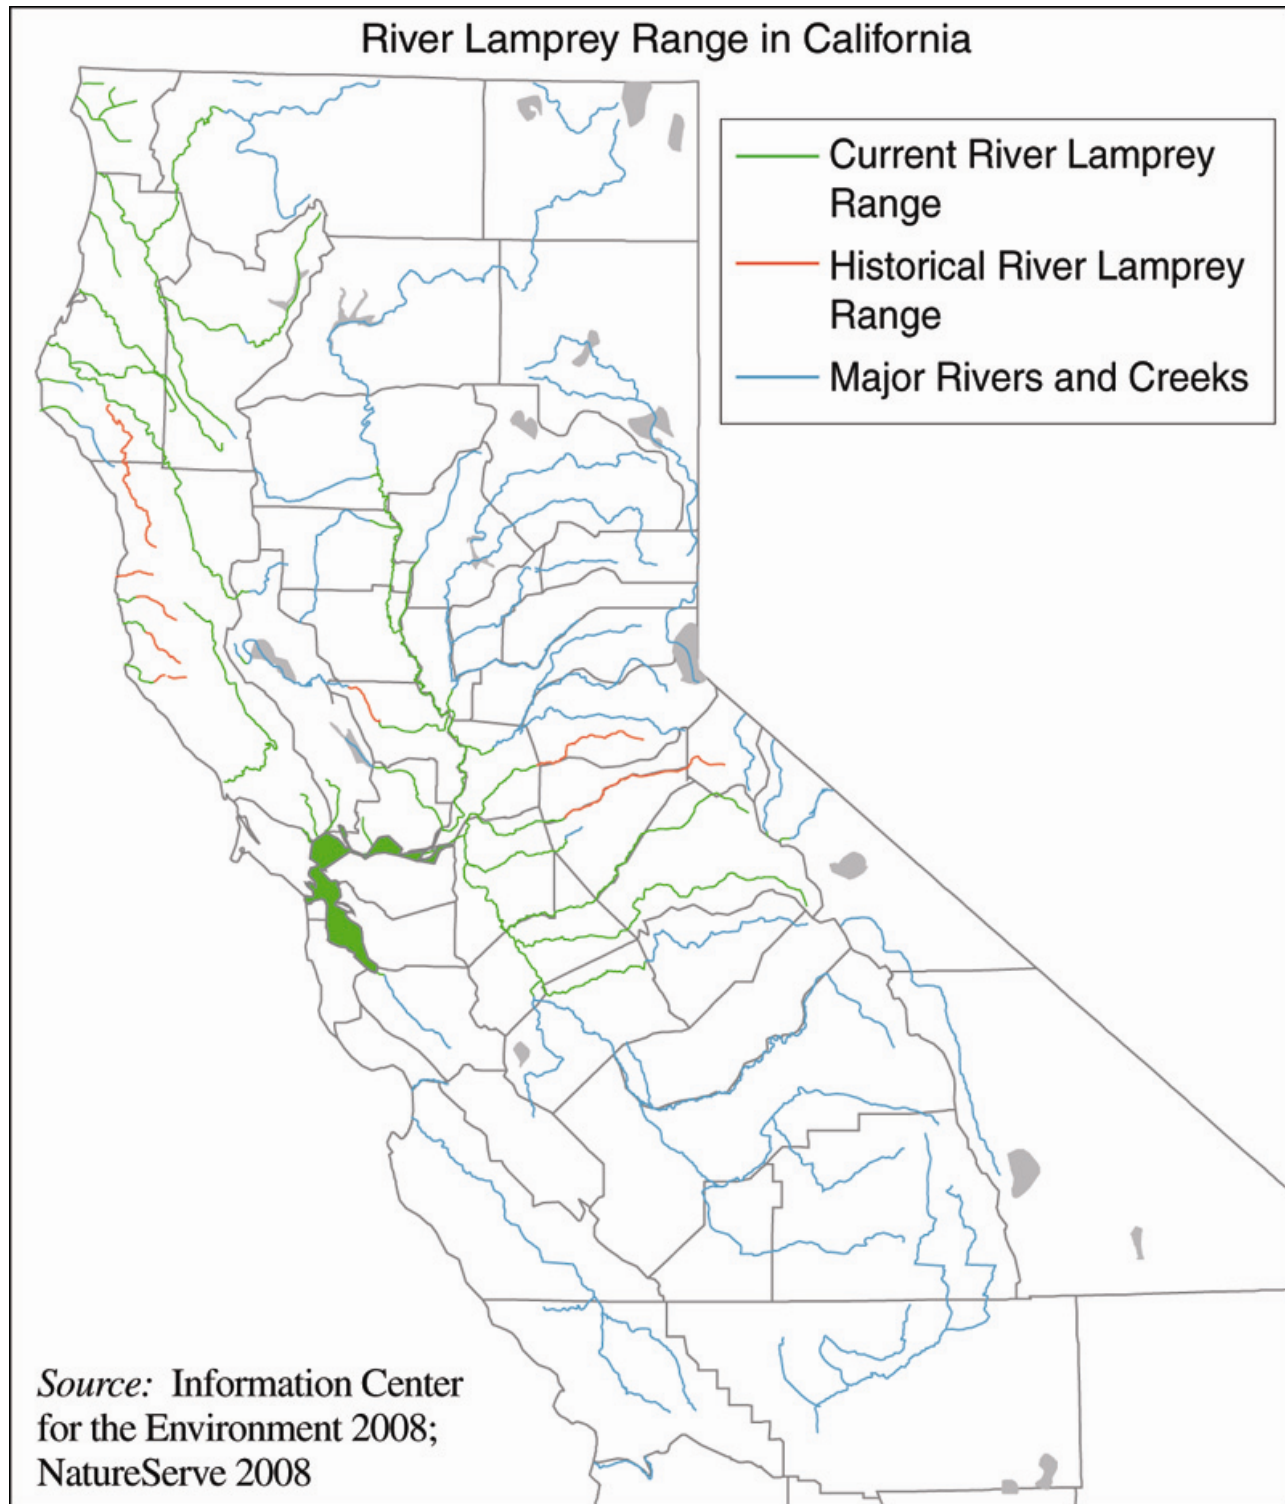 River Lamprey Range in California
Current River Lamprey
Range
Historical River Lamprey
Range
Major Rivers and Creeks
Source: Information Center
for the Environment 2008;
NatureServe 2008